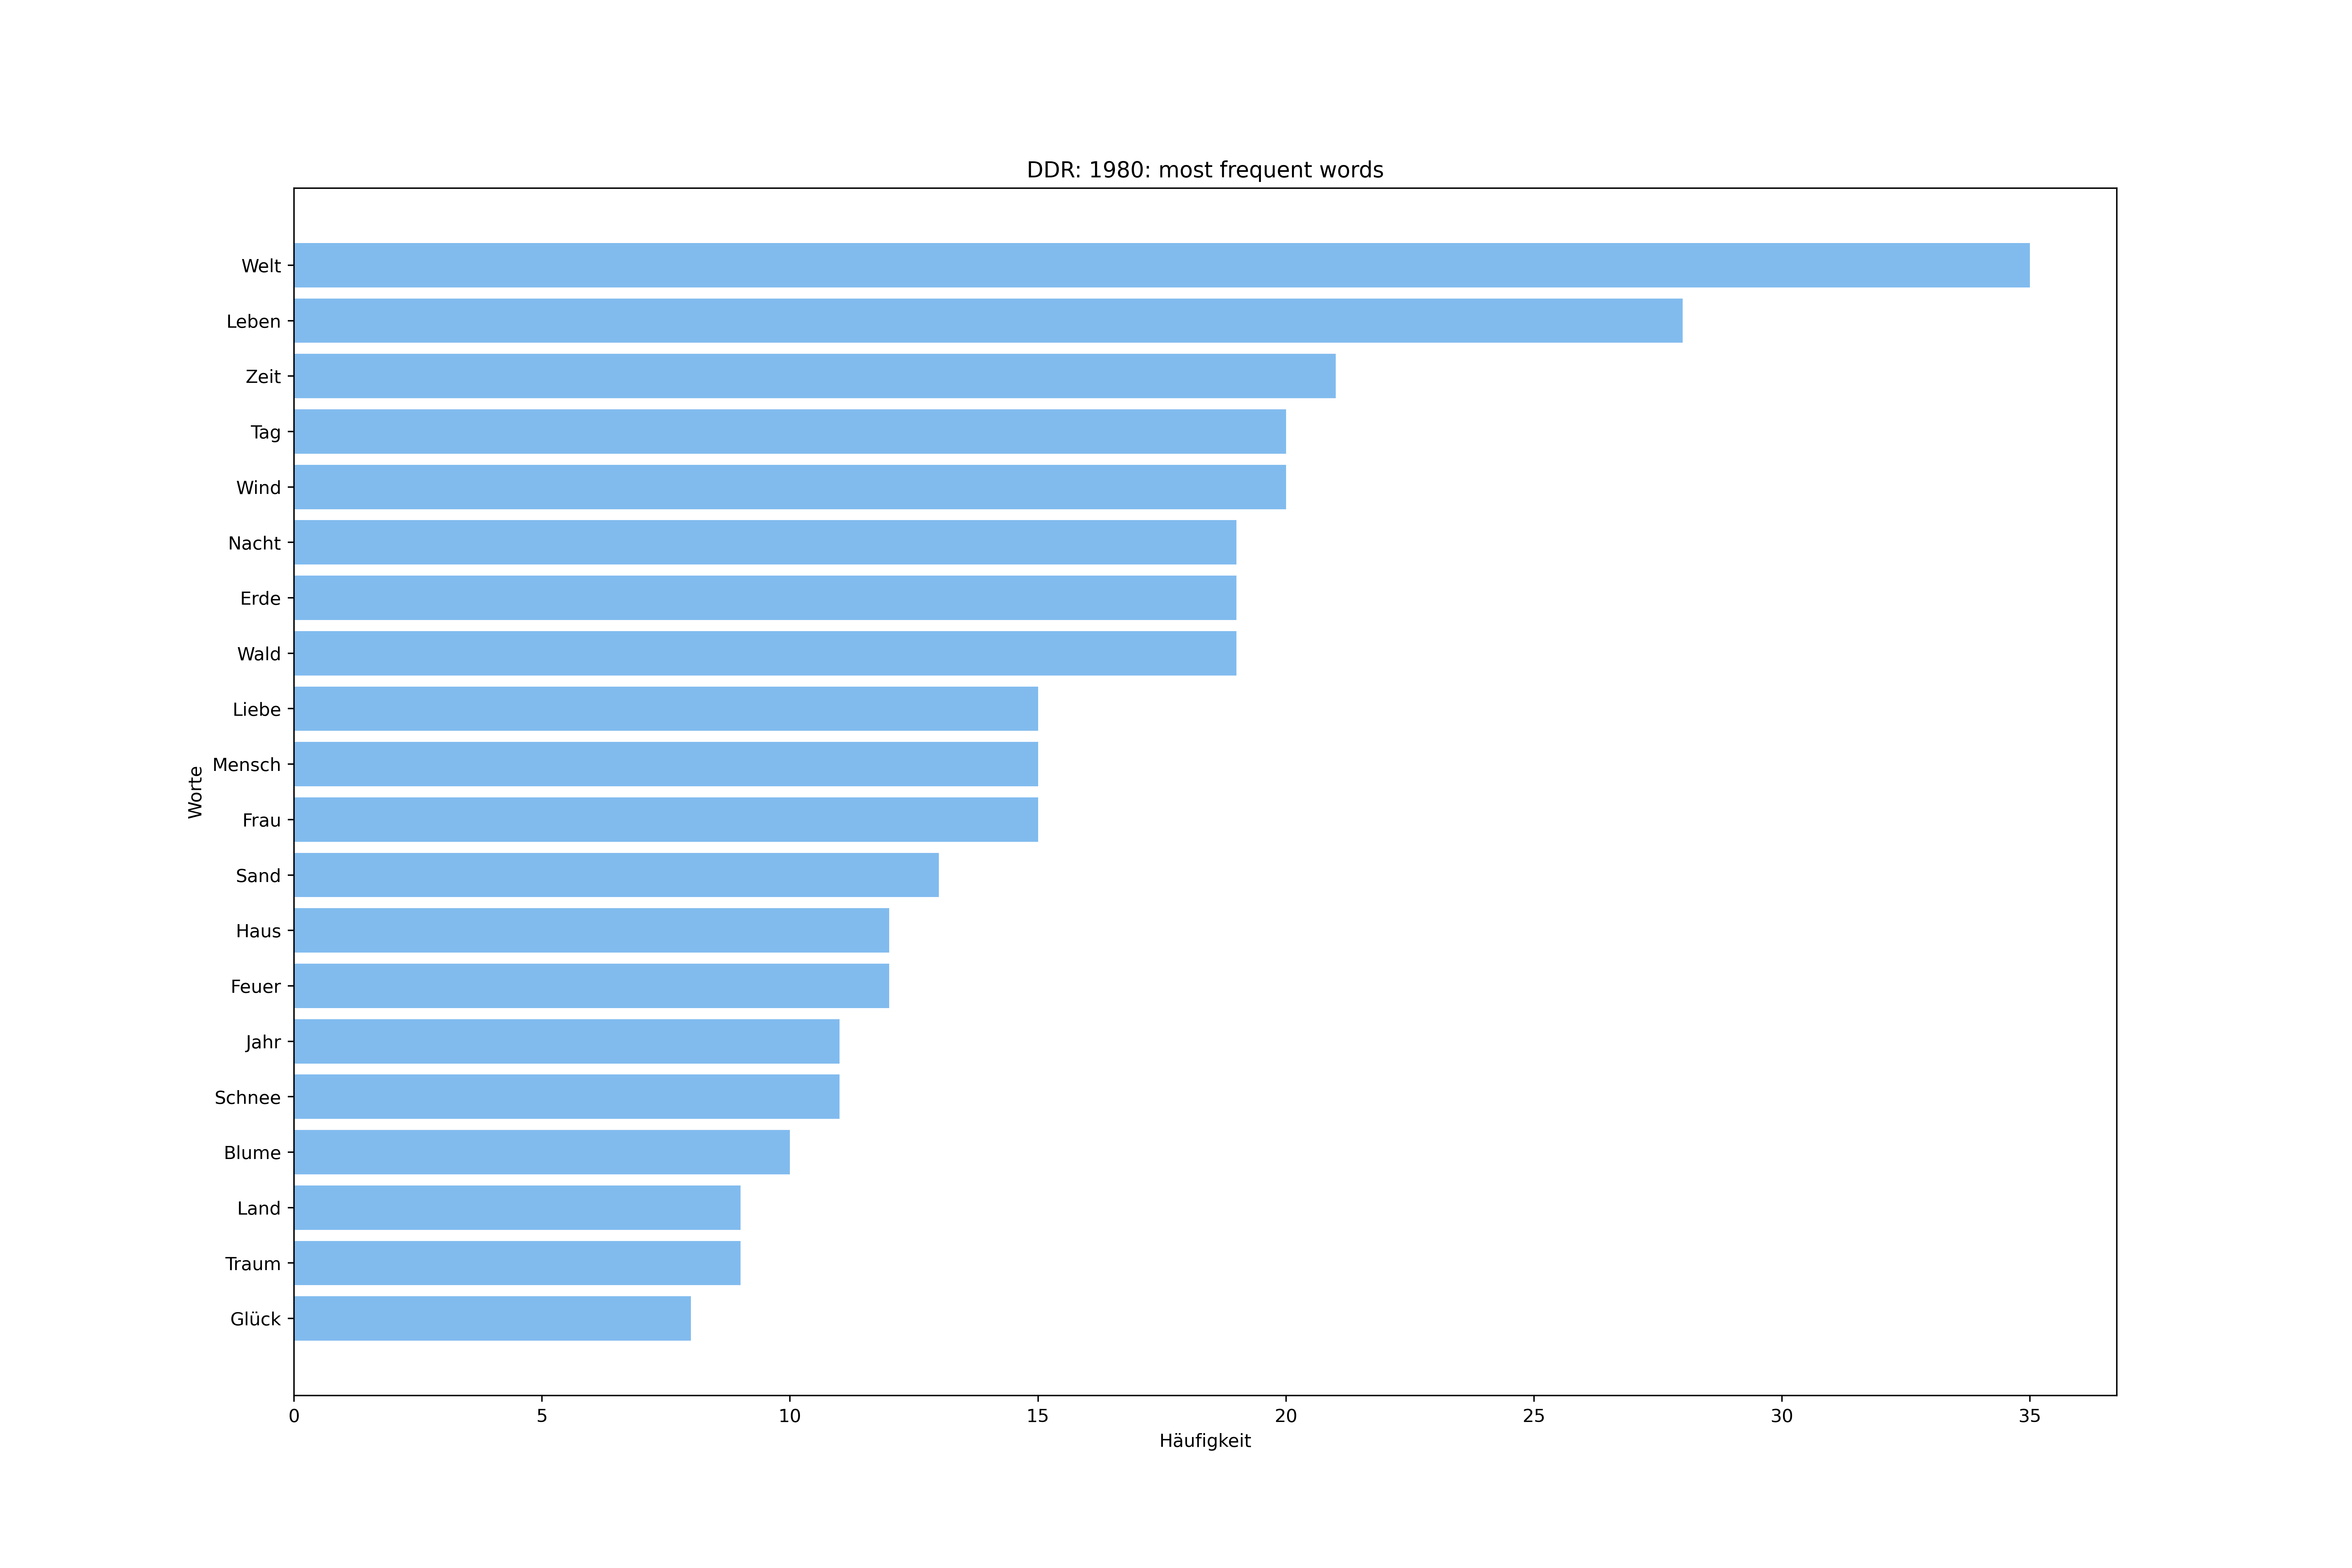 DDR: 1980: most frequent words
Welt
Leben
Zeit
Tag
Wind
Nacht
Erde
Wald
Liebe
Mensch
Frau
Sand
Haus
Feuer
Jahr
Schnee
Blume
Land
Traum
Glück
Worte
0 5 10 15 20 25 30 35
Häufigkeit